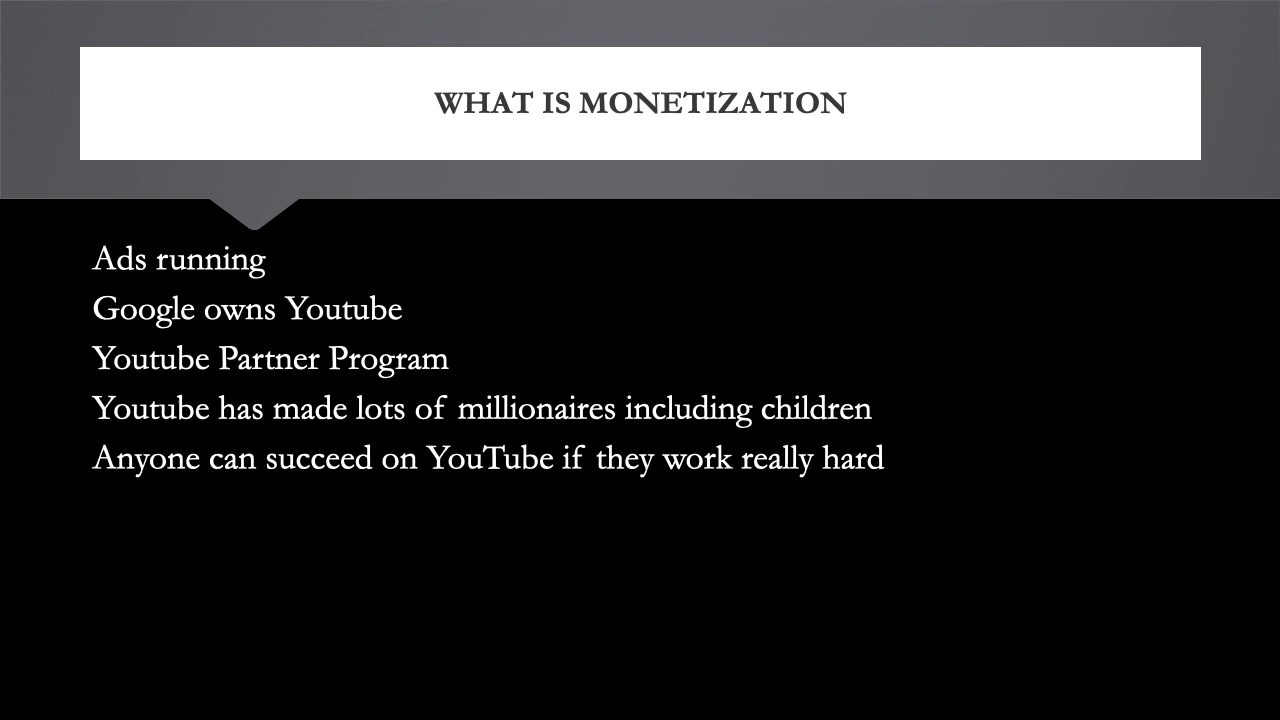 WHAT IS MONETIZATION
Ads running
Google owns Youtube
Youtube Partner Program
Youtube has made lots of millionaires including children
Anyone can succeed on YouTube if they work really hard